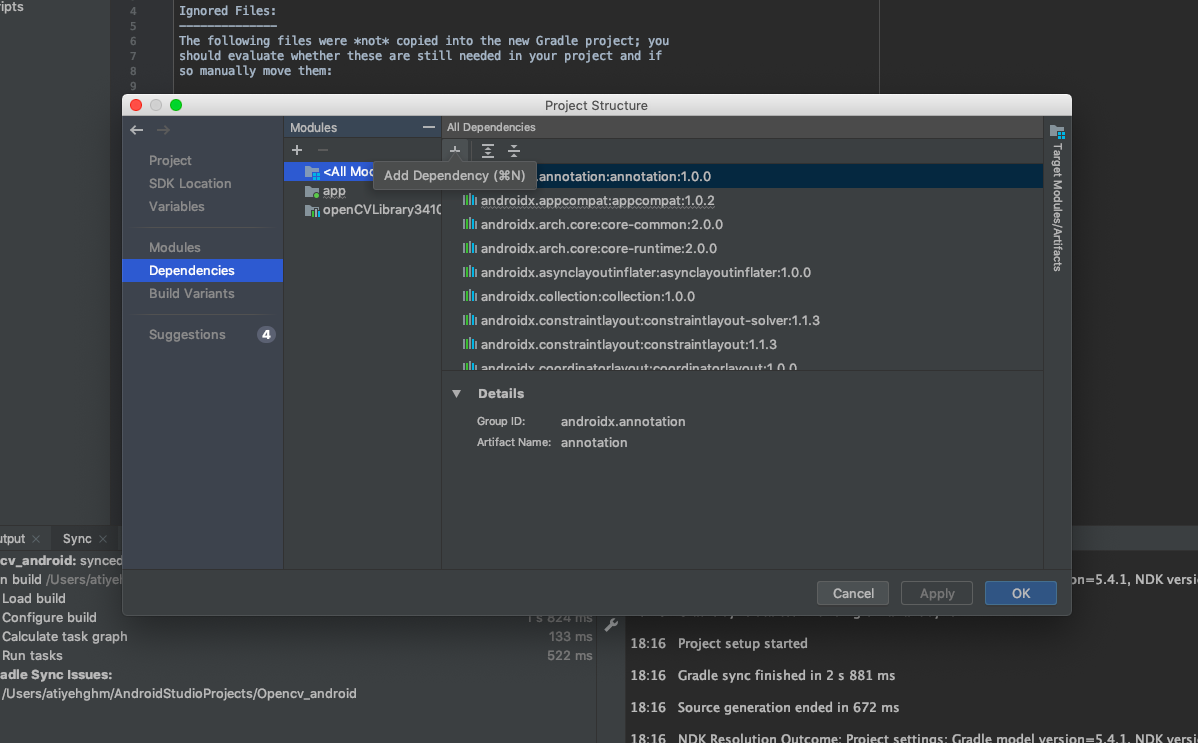 ripts
4 Ignored Files:
5 --------------
6 The following files were *not* copied into the new Gradle project; you
7 should evaluate whether these are still needed in your project and if
8 so manually move them:
9
Project Structure
Modules
All Dependencies
Project
SDK Location
Variables
Modules
Dependencies
Build Variants
Suggestions 4
<All Mod
app
openCVLibrary3410
Add Dependency (⌘N)
.annotation:annotation:1.0.0
androidx.appcompat:appcompat:1.0.2
androidx.arch.core:core-common:2.0.0
androidx.arch.core:core-runtime:2.0.0
androidx.asynclayoutinflater:asynclayoutinflater:1.0.0
androidx.collection:collection:1.0.0
androidx.constraintlayout:constraintlayout-solver:1.1.3
androidx.constraintlayout:constraintlayout:1.1.3
androidx.coordinatorlayout:coordinatorlayout:1.0.0
Details
Group ID: androidx.annotation
Artifact Name: annotation
Target Modules/Artifacts
Cancel
Apply
OK
utput
Sync
cv_android: synced
n build /Users/atiyeh
Load build
Configure build 1 s 824 ms
Calculate task graph 133 ms
Run tasks 522 ms
adle Sync Issues:
/Users/atiyehghm/AndroidStudioProjects/Opencv_android
on=5.4.1, NDK versio
18:16 Project setup started
18:16 Gradle sync finished in 2 s 881 ms
18:16 Source generation ended in 672 ms
18:16 NDK Resolution Outcome: Project settings: Gradle model version=5.4.1, NDK versi